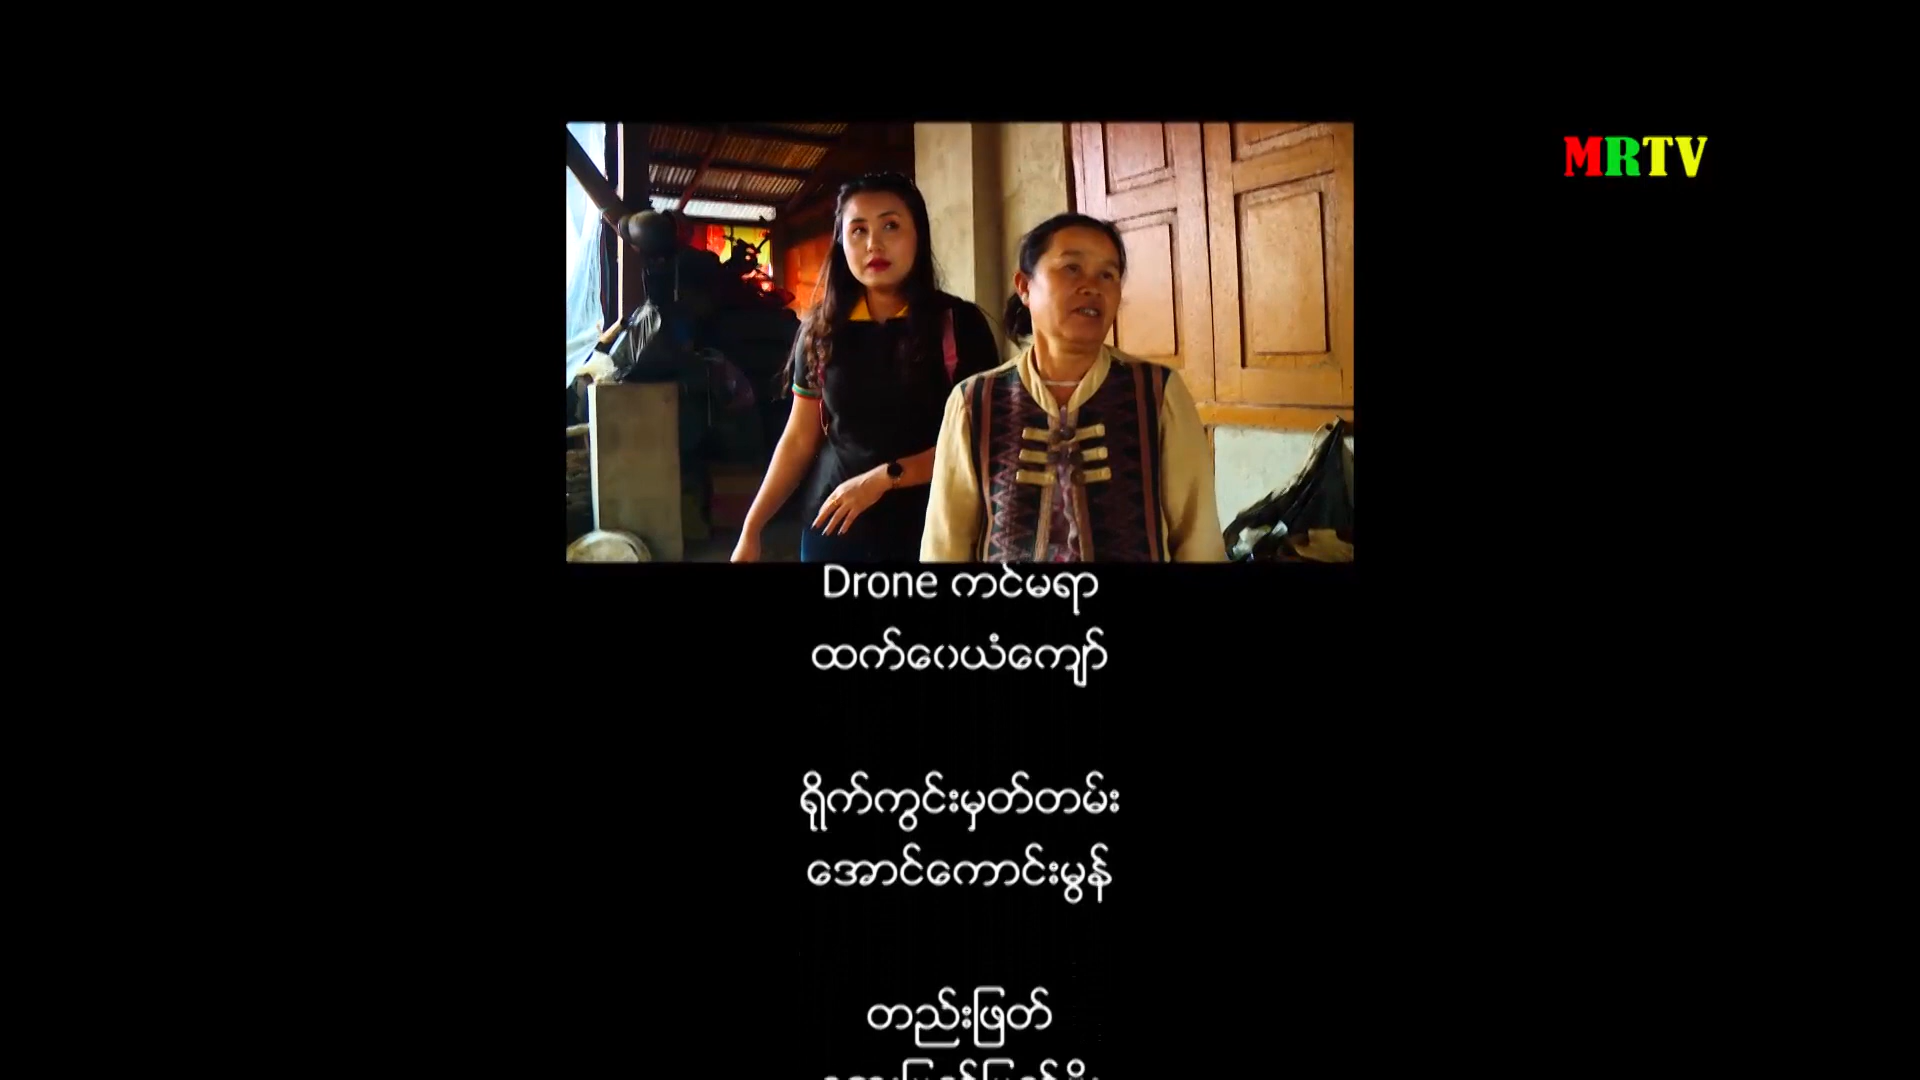 MRTV
Drone ကင်မရာ
ထက်ဝေယံကျော်
ရိုက်ကွင်းမှတ်တမ်း
အောင်ကောင်းမွန်
တည်းဖြတ်